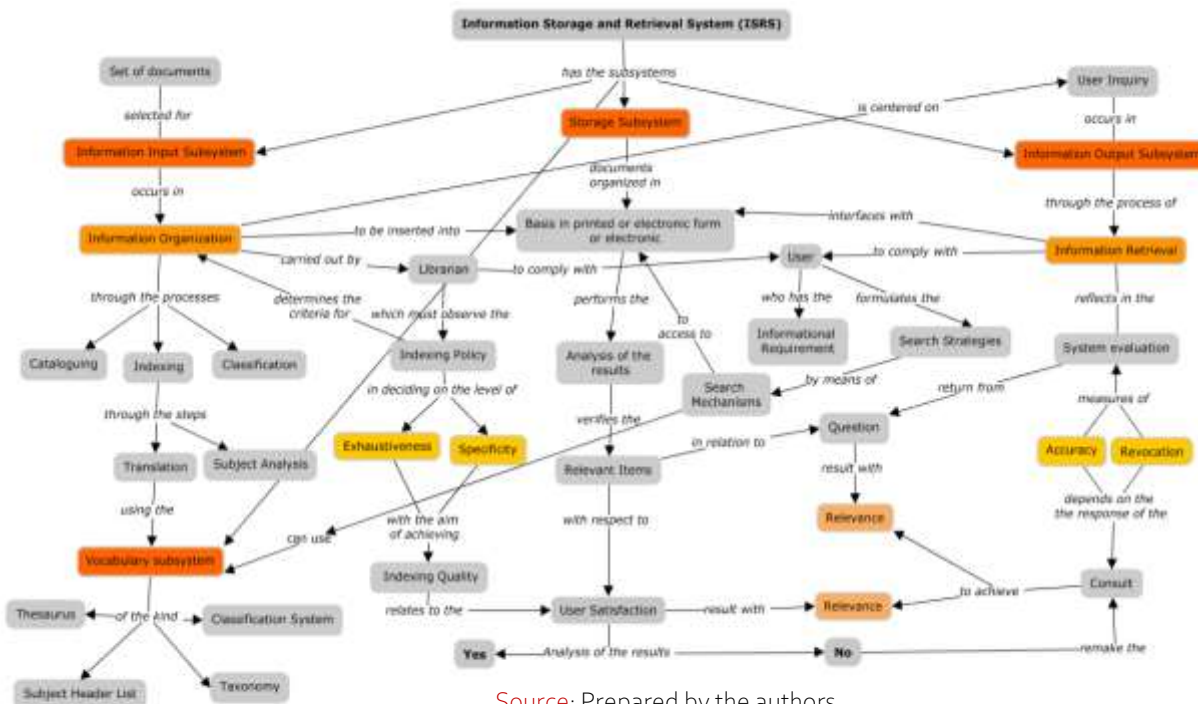 Information Storage and Retrieval System (ISRS)
Set of documents
has the subsystems
User Inquiry
selected for
is centered on
Storage Subsystem
occurs in
Information Input Subsystem
Information Output Subsystem
documents
organized in
occurs in
through the process of
Basis in printed or electronic form
or electronic
interfaces with
Information Organization
to be inserted into
Information Retrieval
carried out by
Librarian
to comply with
User
to comply with
through the processes
determines the
criteria for
which must observe the
performs the
who has the
formulates the
reflects in the
to
access to
Informational
Requirement
Search Strategies
Cataloguing
Indexing
Classification
Indexing Policy
Analysis of the
results
System evaluation
by means of
in deciding on the level of
Search
Mechanisms
return from
through the steps
verifies the
measures of
Exhaustiveness
Specificity
in relation to
Question
Accuracy
Revocation
Translation
Subject Analysis
Relevant Items
result with
using the
with the aim
of achieving
with respect to
depends on the
the response of the
Relevance
can use
Vocabulary subsystem
Indexing Quality
Consult
to achieve
Thesaurus
of the kind
Classification System
relates to the
User Satisfaction
result with
Relevance
Yes
Analysis of the results
No
remake the
Subject Header List
Taxonomy
Source: Prepared by the authors